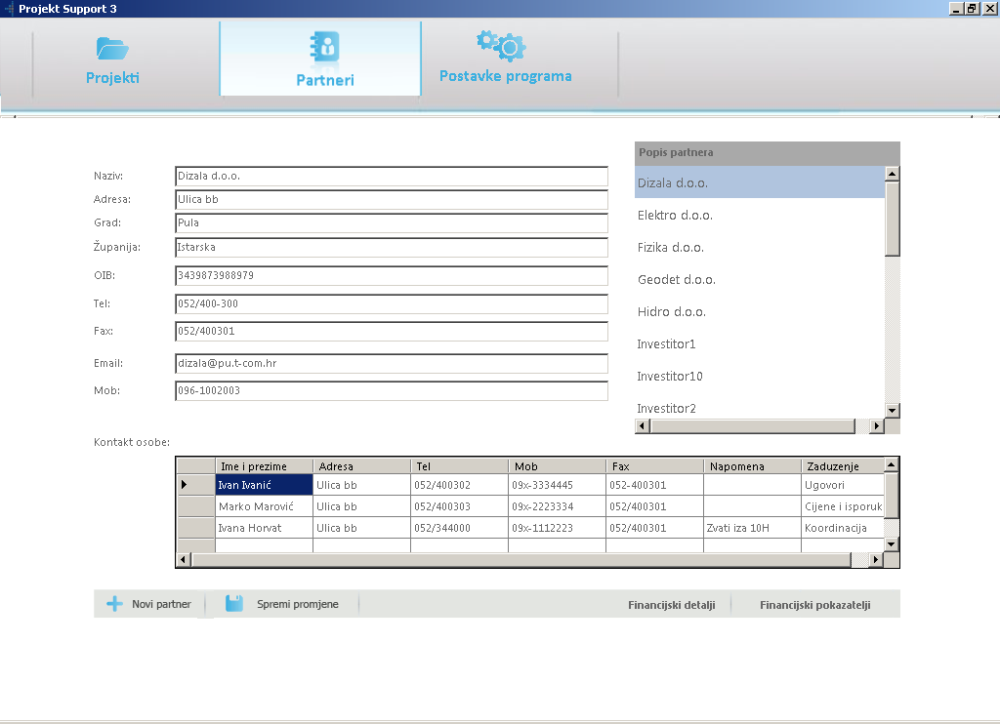 Projekt Support 3
Projekti
Partneri
Postavke programa
Naziv: Dizala d.o.o.
Adresa: Ulica bb
Grad: Pula
Županija: Istarska
OIB: 3439873988979
Tel: 052/400-300
Fax: 052/400301
Email: dizala@pu.t-com.hr
Mob: 096-1002003
Popis partnera
Dizala d.o.o.
Elektro d.o.o.
Fizika d.o.o.
Geodet d.o.o.
Hidro d.o.o.
Investitor1
Investitor10
Investitor2
Kontakt osobe:
Ime i prezime Adresa Tel Mob Fax Napomena Zaduzenje
Ivan Ivanić Ulica bb 052/400302 09x-3334445 052-400301 Ugovori
Marko Marović Ulica bb 052/400303 09x-2223334 052/400301 Cijene i isporuk
Ivana Horvat Ulica bb 052/344000 09x-1112223 052/400301 Zvati iza 10H Koordinacija
Novi partner Spremi promjene Financijski detalji Financijski pokazatelji